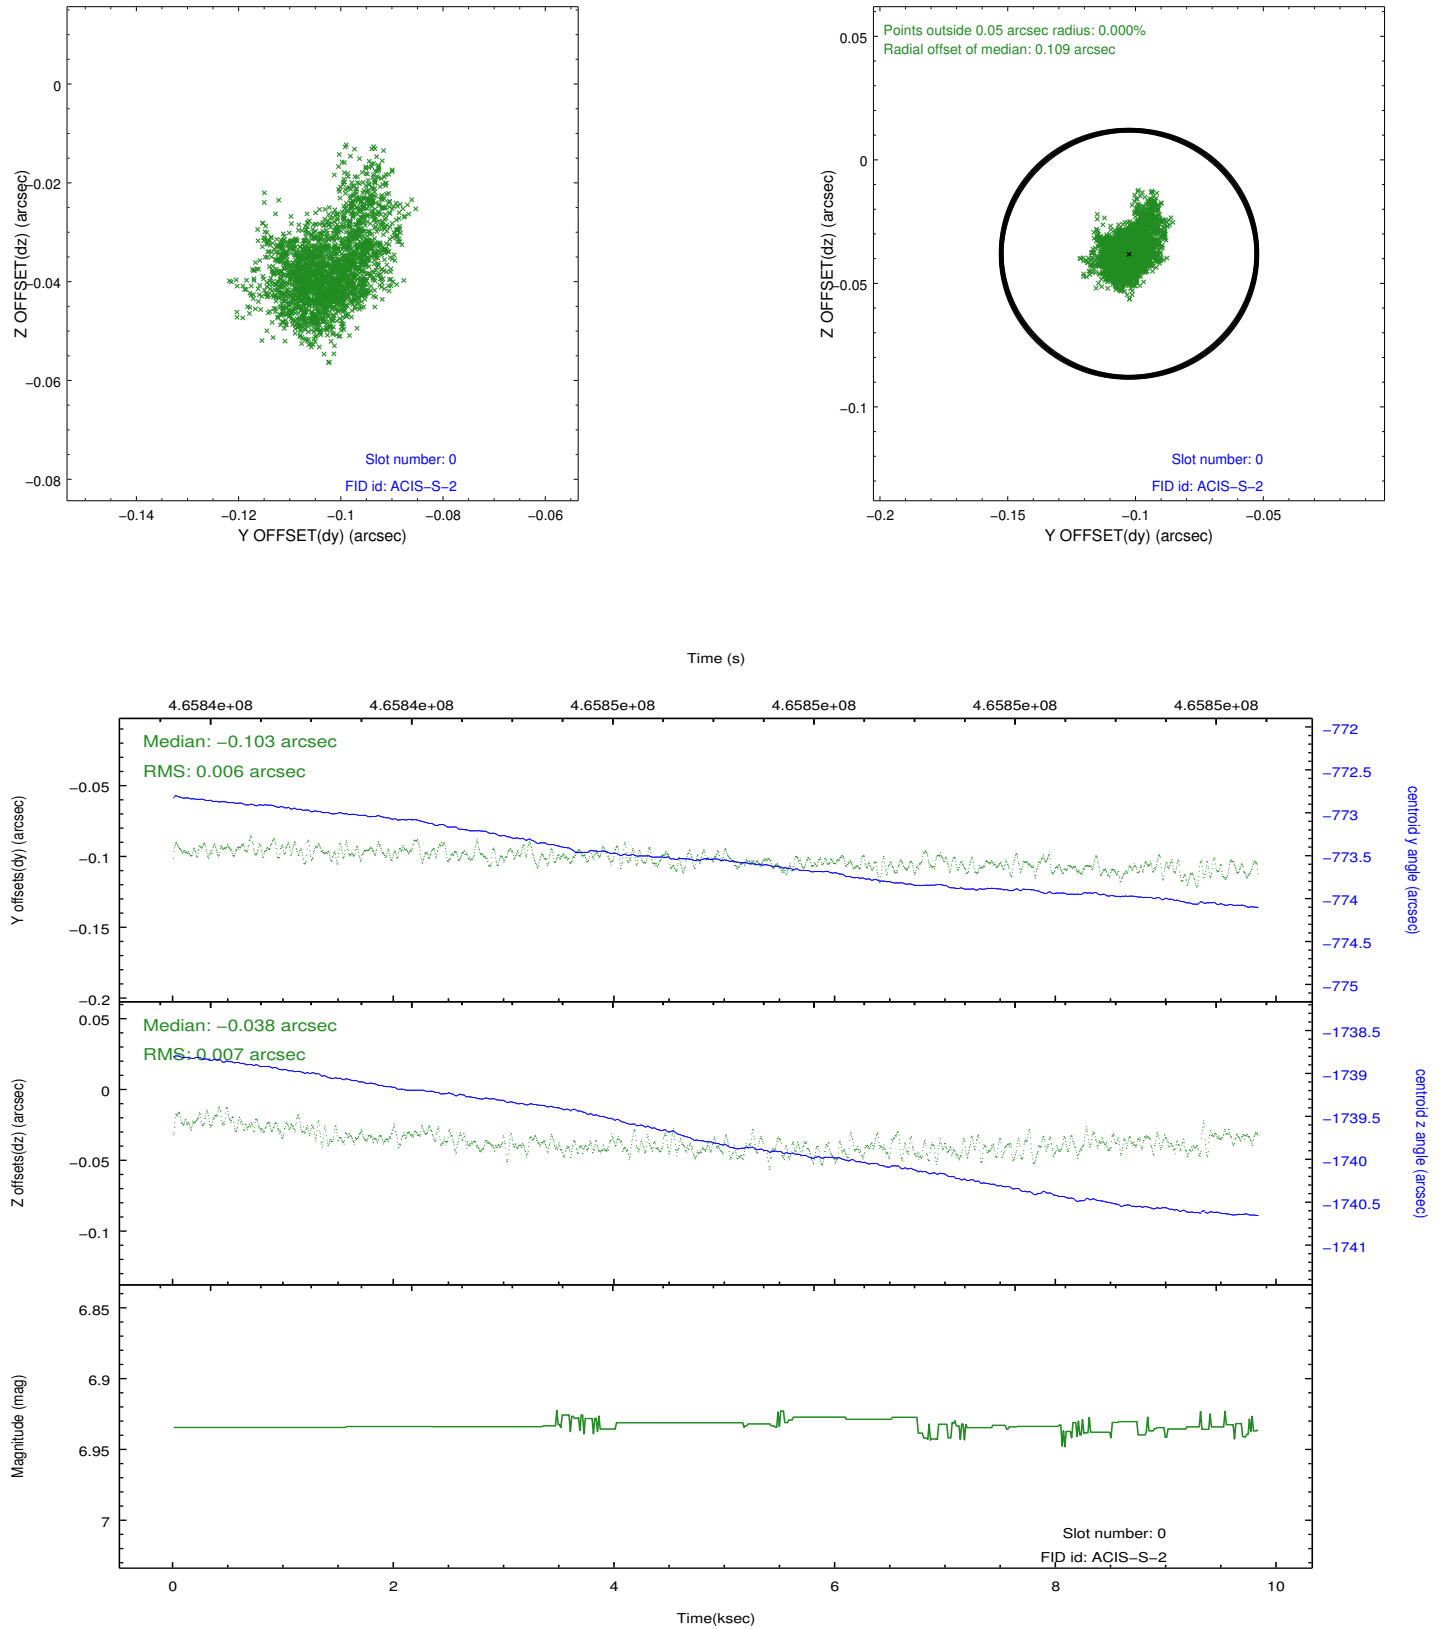 0
−0.02
−0.04
−0.06
−0.08
Z OFFSET(dz) (arcsec)
Slot number: 0
FID id: ACIS−S−2
−0.14
−0.12
−0.1
−0.08
−0.06
Y OFFSET(dy) (arcsec)
Points outside 0.05 arcsec radius: 0.000%
Radial offset of median: 0.109 arcsec
0.05
0
−0.05
−0.1
Z OFFSET(dz) (arcsec)
Slot number: 0
FID id: ACIS−S−2
−0.2
−0.15
−0.1
−0.05
Y OFFSET(dy) (arcsec)
Time (s)
4.6584e+08
4.6584e+08
4.6585e+08
4.6585e+08
4.6585e+08
4.6585e+08
Median: −0.103 arcsec
RMS: 0.006 arcsec
−0.05
−0.1
−0.15
−0.2
Y offsets(dy) (arcsec)
−772
−772.5
−773
−773.5
−774
−774.5
−775
centroid y angle (arcsec)
Median: −0.038 arcsec
RMS: 0.007 arcsec
0.05
0
−0.05
−0.1
Z offsets(dz) (arcsec)
−1738.5
−1739
−1739.5
−1740
−1740.5
−1741
centroid z angle (arcsec)
6.85
6.9
6.95
7
Magnitude (mag)
Slot number: 0
FID id: ACIS−S−2
0
2
4
6
8
10
Time(ksec)